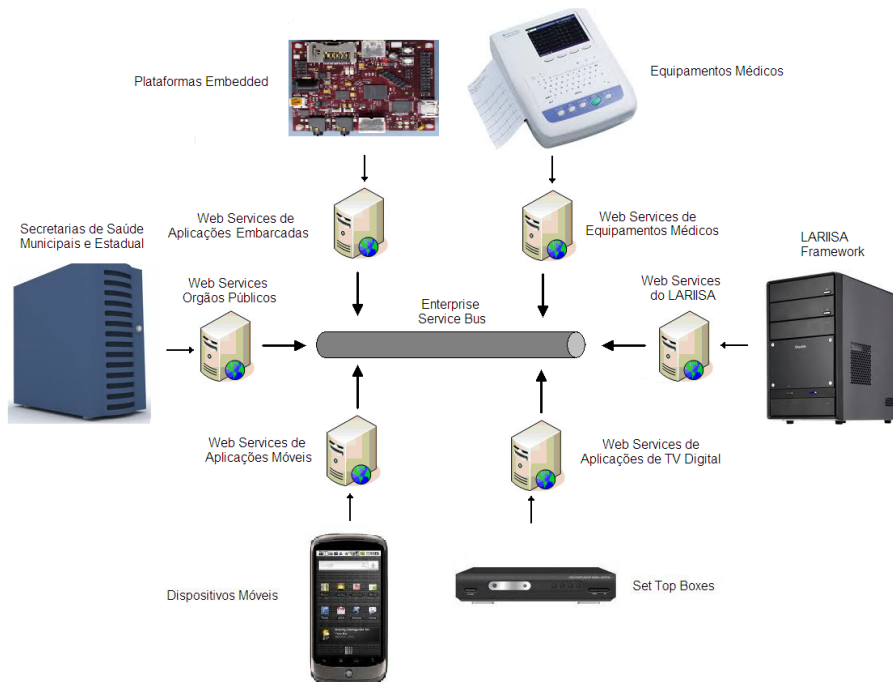 Plataformas Embedded
Equipamentos Médicos
Web Services de
Aplicações Embarcadas
Web Services de
Equipamentos Médicos
Secretarias de Saúde
Municipais e Estadual
LARIISA
Framework
Web Services
Orgãos Públicos
Web Services
do LARIISA
Enterprise
Service Bus
Web Services de
Aplicações Móveis
Web Services de
Aplicações de TV Digital
Dispositivos Móveis
Set Top Boxes